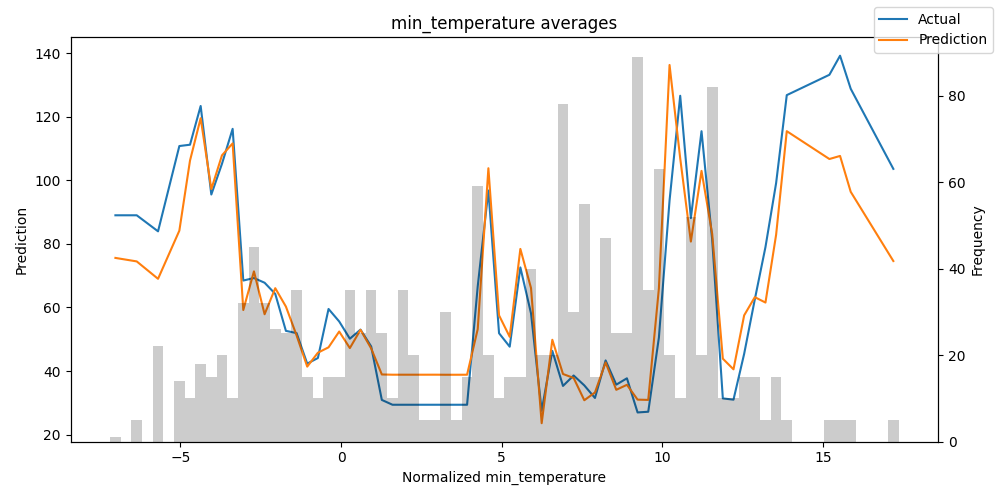 min_temperature averages
Actual
Prediction
140
120
100
80
60
40
20
Prediction
80
60
40
20
0
Frequency
−5
0
5
10
15
Normalized min_temperature